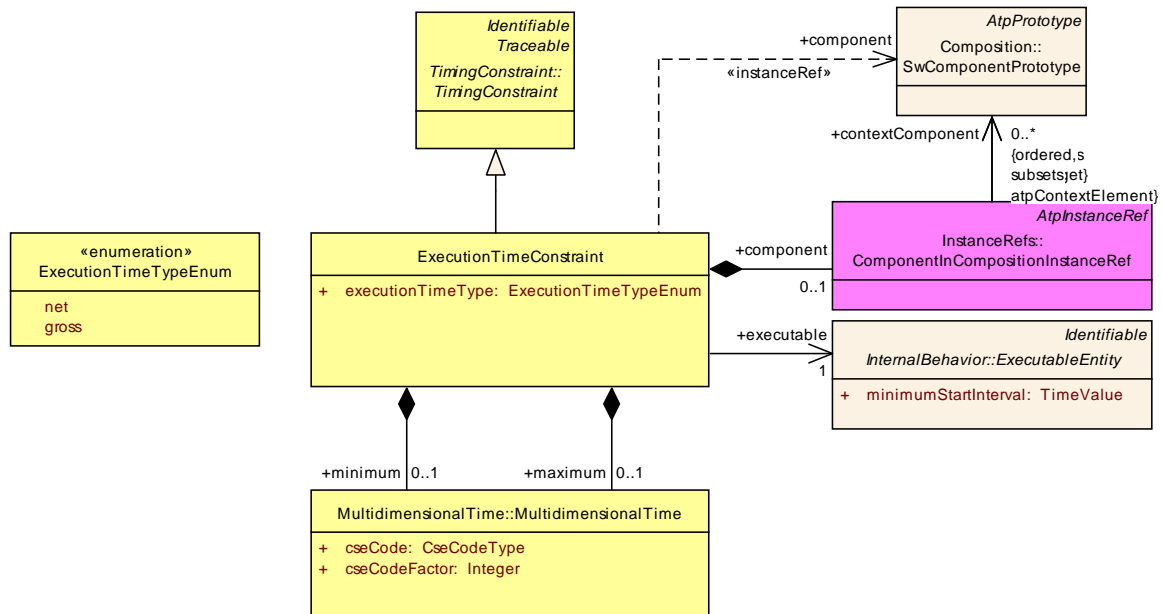 Identifiable
Traceable
TimingConstraint::
TimingConstraint
AtpPrototype
Composition::
SwComponentPrototype
+component
«instanceRef»
+contextComponent
0..*
{ordered,s
subsets;et}
atpContextElement}
AtpInstanceRef
InstanceRefs::
ComponentInCompositionInstanceRef
«enumeration»
ExecutionTimeTypeEnum
net
gross
ExecutionTimeConstraint
+ executionTimeType: ExecutionTimeTypeEnum
+component
0..1
+executable
1
Identifiable
InternalBehavior::ExecutableEntity
+ minimumStartInterval: TimeValue
+minimum 0..1
+maximum 0..1
MultidimensionalTime::MultidimensionalTime
+ cseCode: CseCodeType
+ cseCodeFactor: Integer